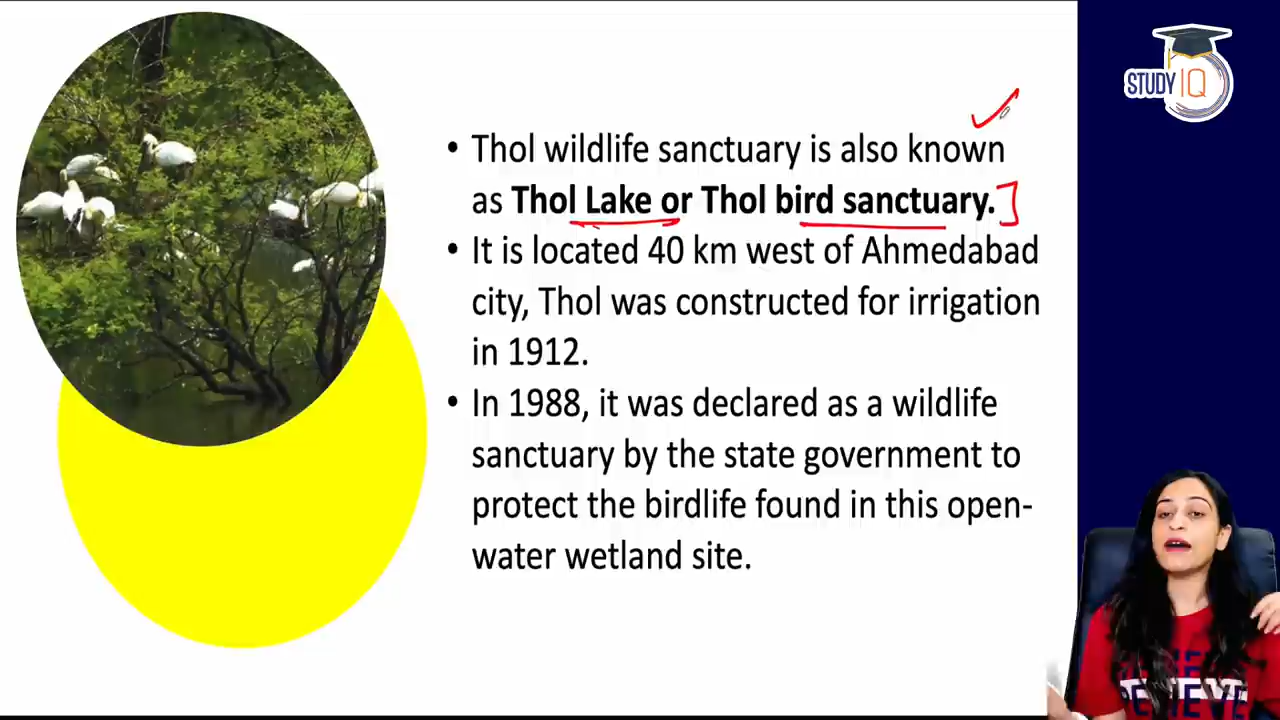 STUDY IQ
• Thol wildlife sanctuary is also known
as Thol Lake or Thol bird sanctuary.
• It is located 40 km west of Ahmedabad
city, Thol was constructed for irrigation
in 1912.
• In 1988, it was declared as a wildlife
sanctuary by the state government to
protect the birdlife found in this open-
water wetland site.